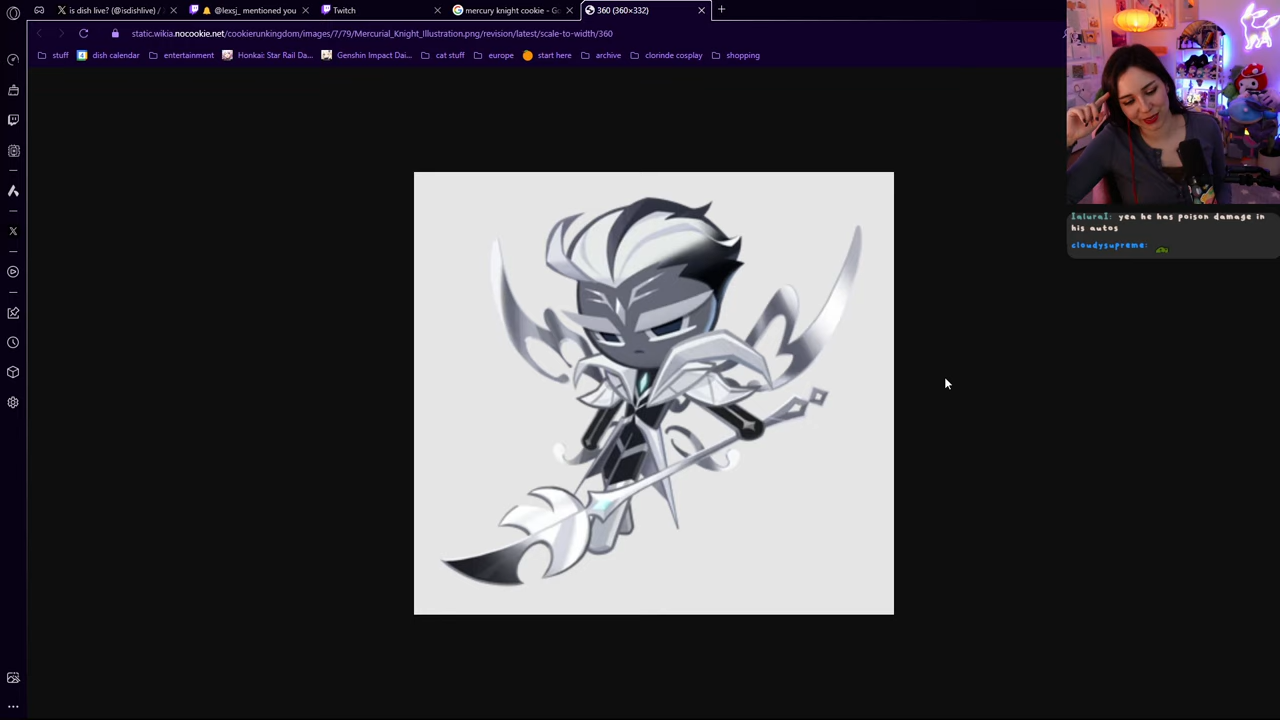 is dish live? (@isdishlive) /
@lexsj_ mentioned you
Twitch
mercury knight cookie - Go
360 (360×332)
static.wikia.nocookie.net/cookierunkingdom/images/7/79/Mercurial_Knight_Illustration.png/revision/latest/scale-to-width/360
stuff
dish calendar
entertainment
Honkai: Star Rail Da...
Genshin Impact Dai...
cat stuff
europe
start here
archive
clorinde cosplay
shopping
yea he has poison damage in
his autos
cloudysupreme: